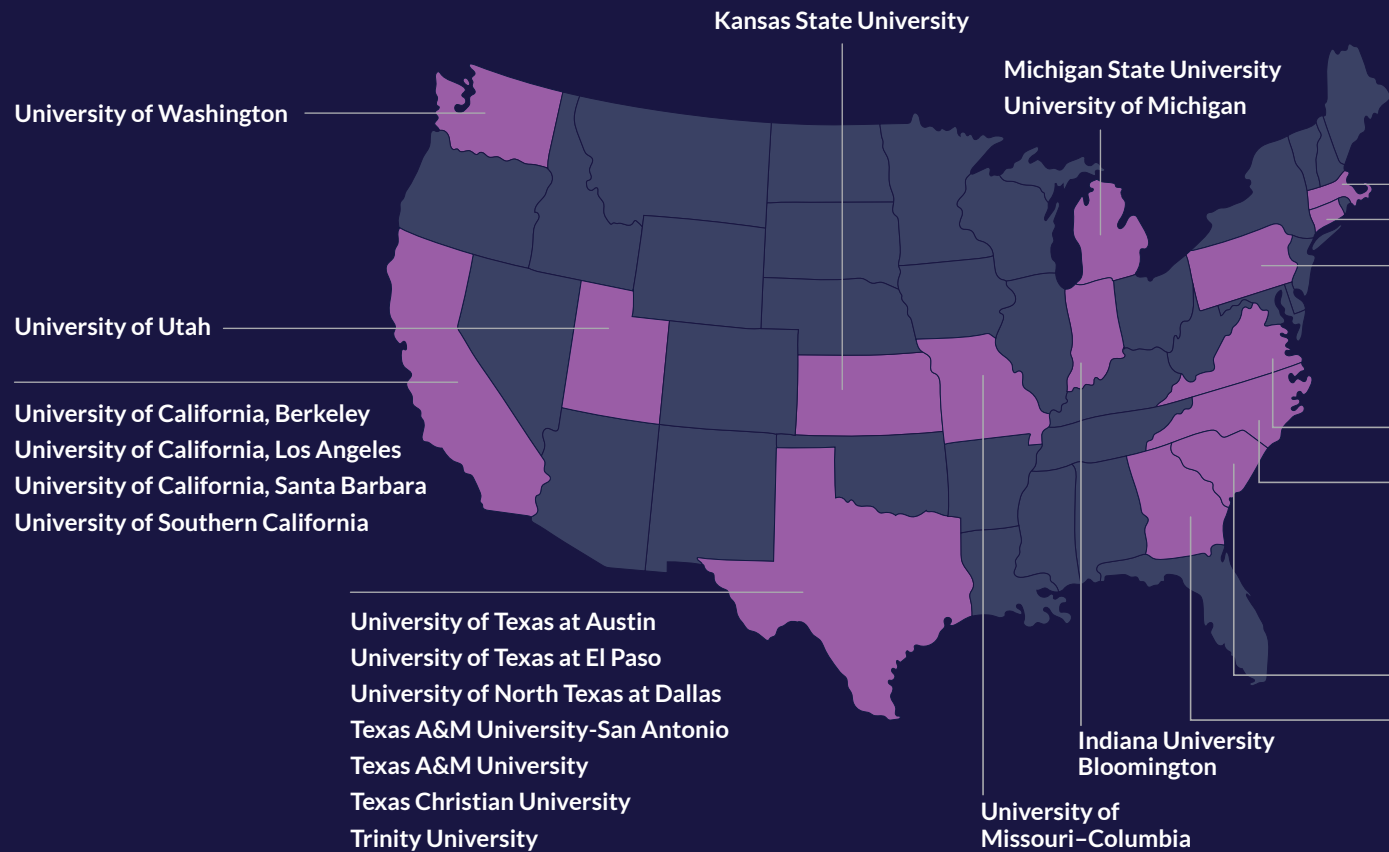 Kansas State University
Michigan State University
University of Michigan
University of Washington
University of Utah
University of California, Berkeley
University of California, Los Angeles
University of California, Santa Barbara
University of Southern California
University of Texas at Austin
University of Texas at El Paso
University of North Texas at Dallas
Texas A&M University-San Antonio
Texas A&M University
Texas Christian University
Trinity University
Indiana University
Bloomington
University of
Missouri–Columbia